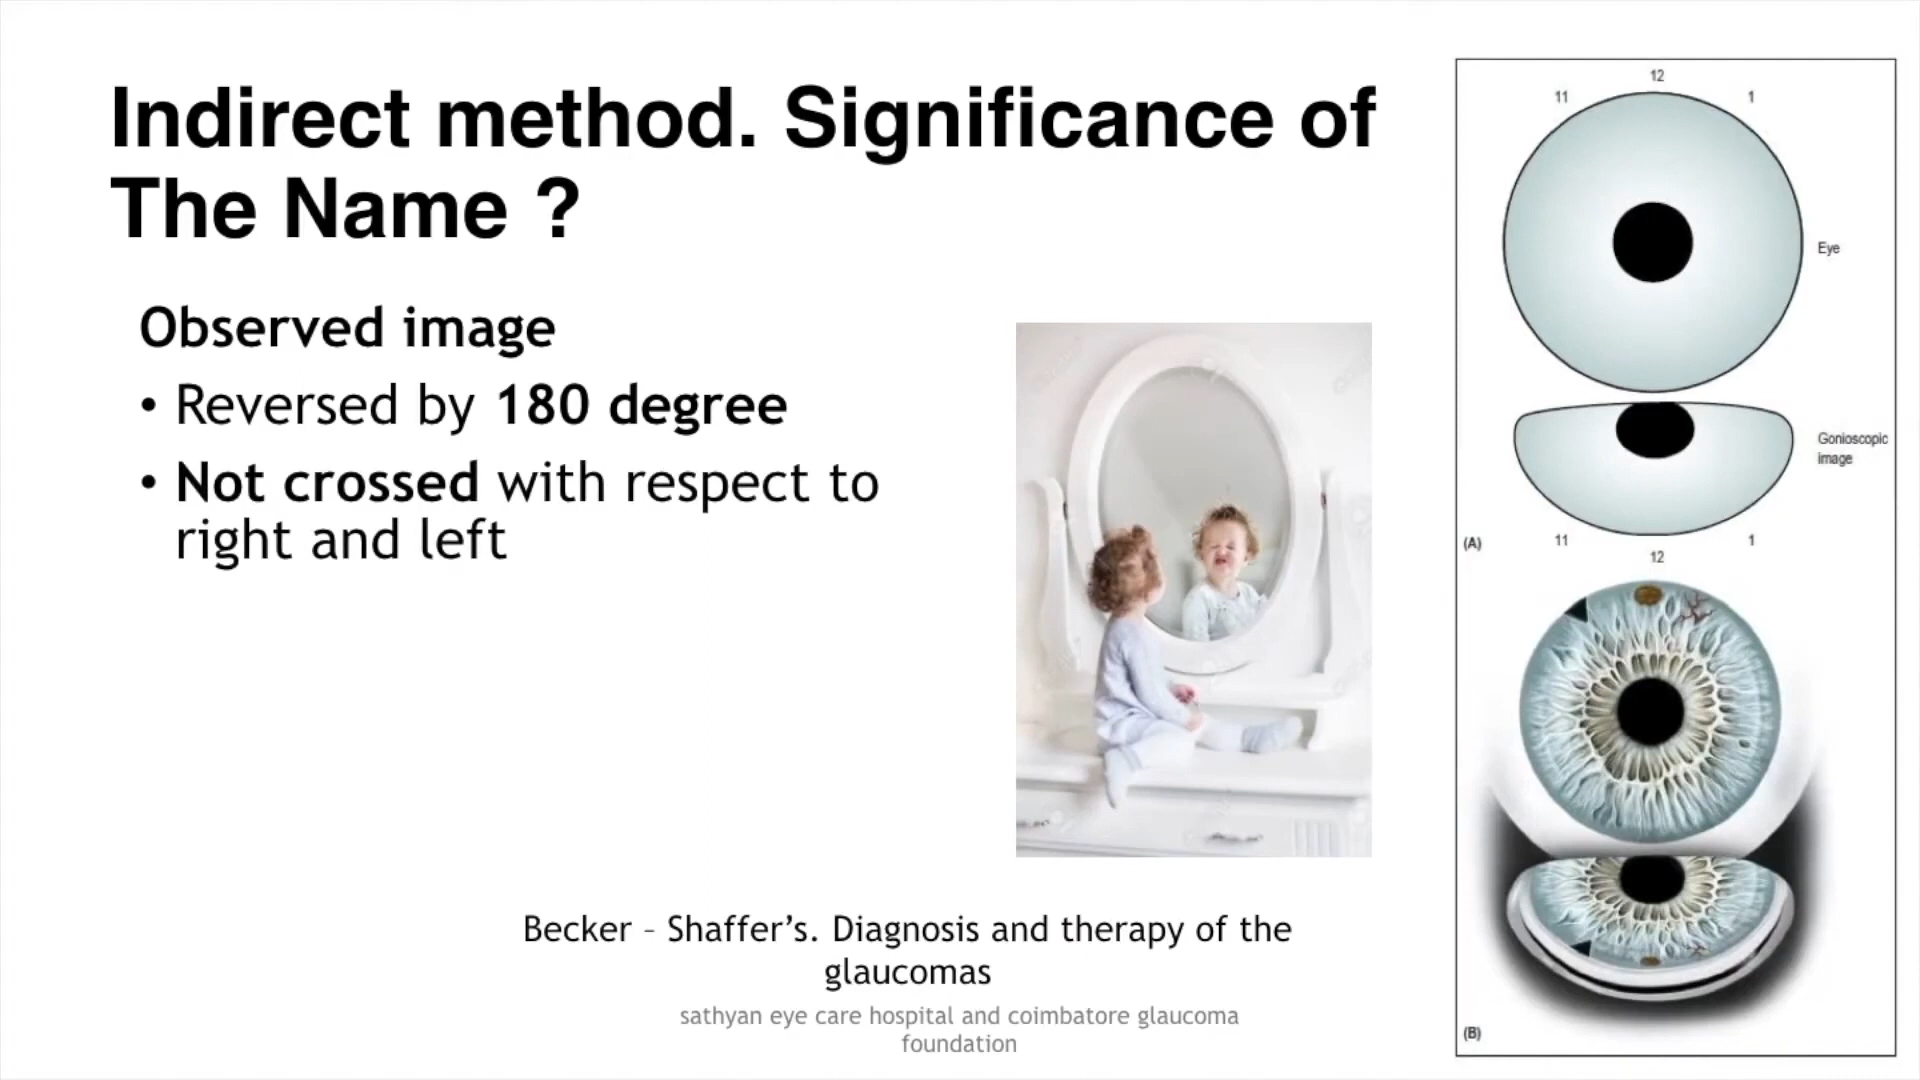 Indirect method. Significance of
The Name ?
Observed image
• Reversed by 180 degree
• Not crossed with respect to
right and left
Becker – Shaffer’s. Diagnosis and therapy of the
glaucomas
sathyan eye care hospital and coimbatore glaucoma
foundation
12
11 1
Eye
Gonioscopic
image
(A) 11 1
12
(B)